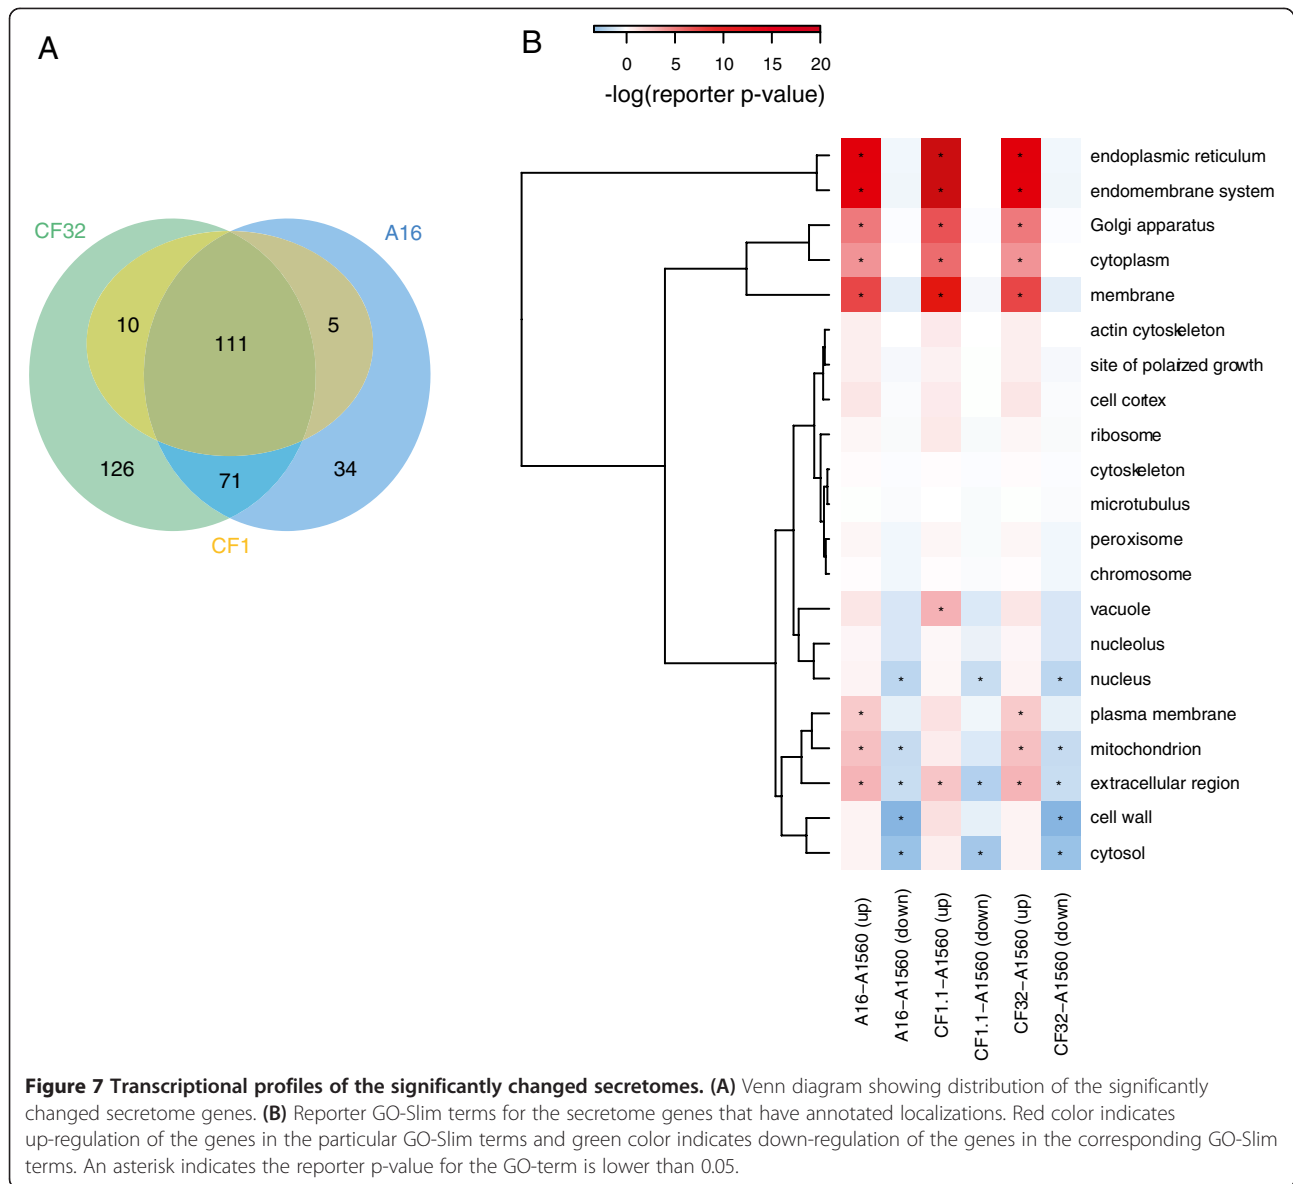 A
B
0 5 10 15 20
-log(reporter p-value)
CF32
A16
10
111
5
126
71
34
CF1
* * * endoplasmic reticulum
* * * endomembrane system
* * * Golgi apparatus
* * * cytoplasm
* * * membrane
actin cytoskeleton
site of polarized growth
cell cortex
ribosome
cytoskeleton
microtubulus
peroxisome
chromosome
* vacuole
nucleolus
* * * nucleus
* * plasma membrane
* * * * mitochondrion
* * * * * * extracellular region
* * cell wall
* * * cytosol
A16−A1560 (up)
A16−A1560 (down)
CF1.1−A1560 (up)
CF1.1−A1560 (down)
CF32−A1560 (up)
CF32−A1560 (down)
Figure 7 Transcriptional profiles of the significantly changed secretomes. (A) Venn diagram showing distribution of the significantly
changed secretome genes. (B) Reporter GO-Slim terms for the secretome genes that have annotated localizations. Red color indicates
up-regulation of the genes in the particular GO-Slim terms and green color indicates down-regulation of the genes in the corresponding GO-Slim
terms. An asterisk indicates the reporter p-value for the GO-term is lower than 0.05.